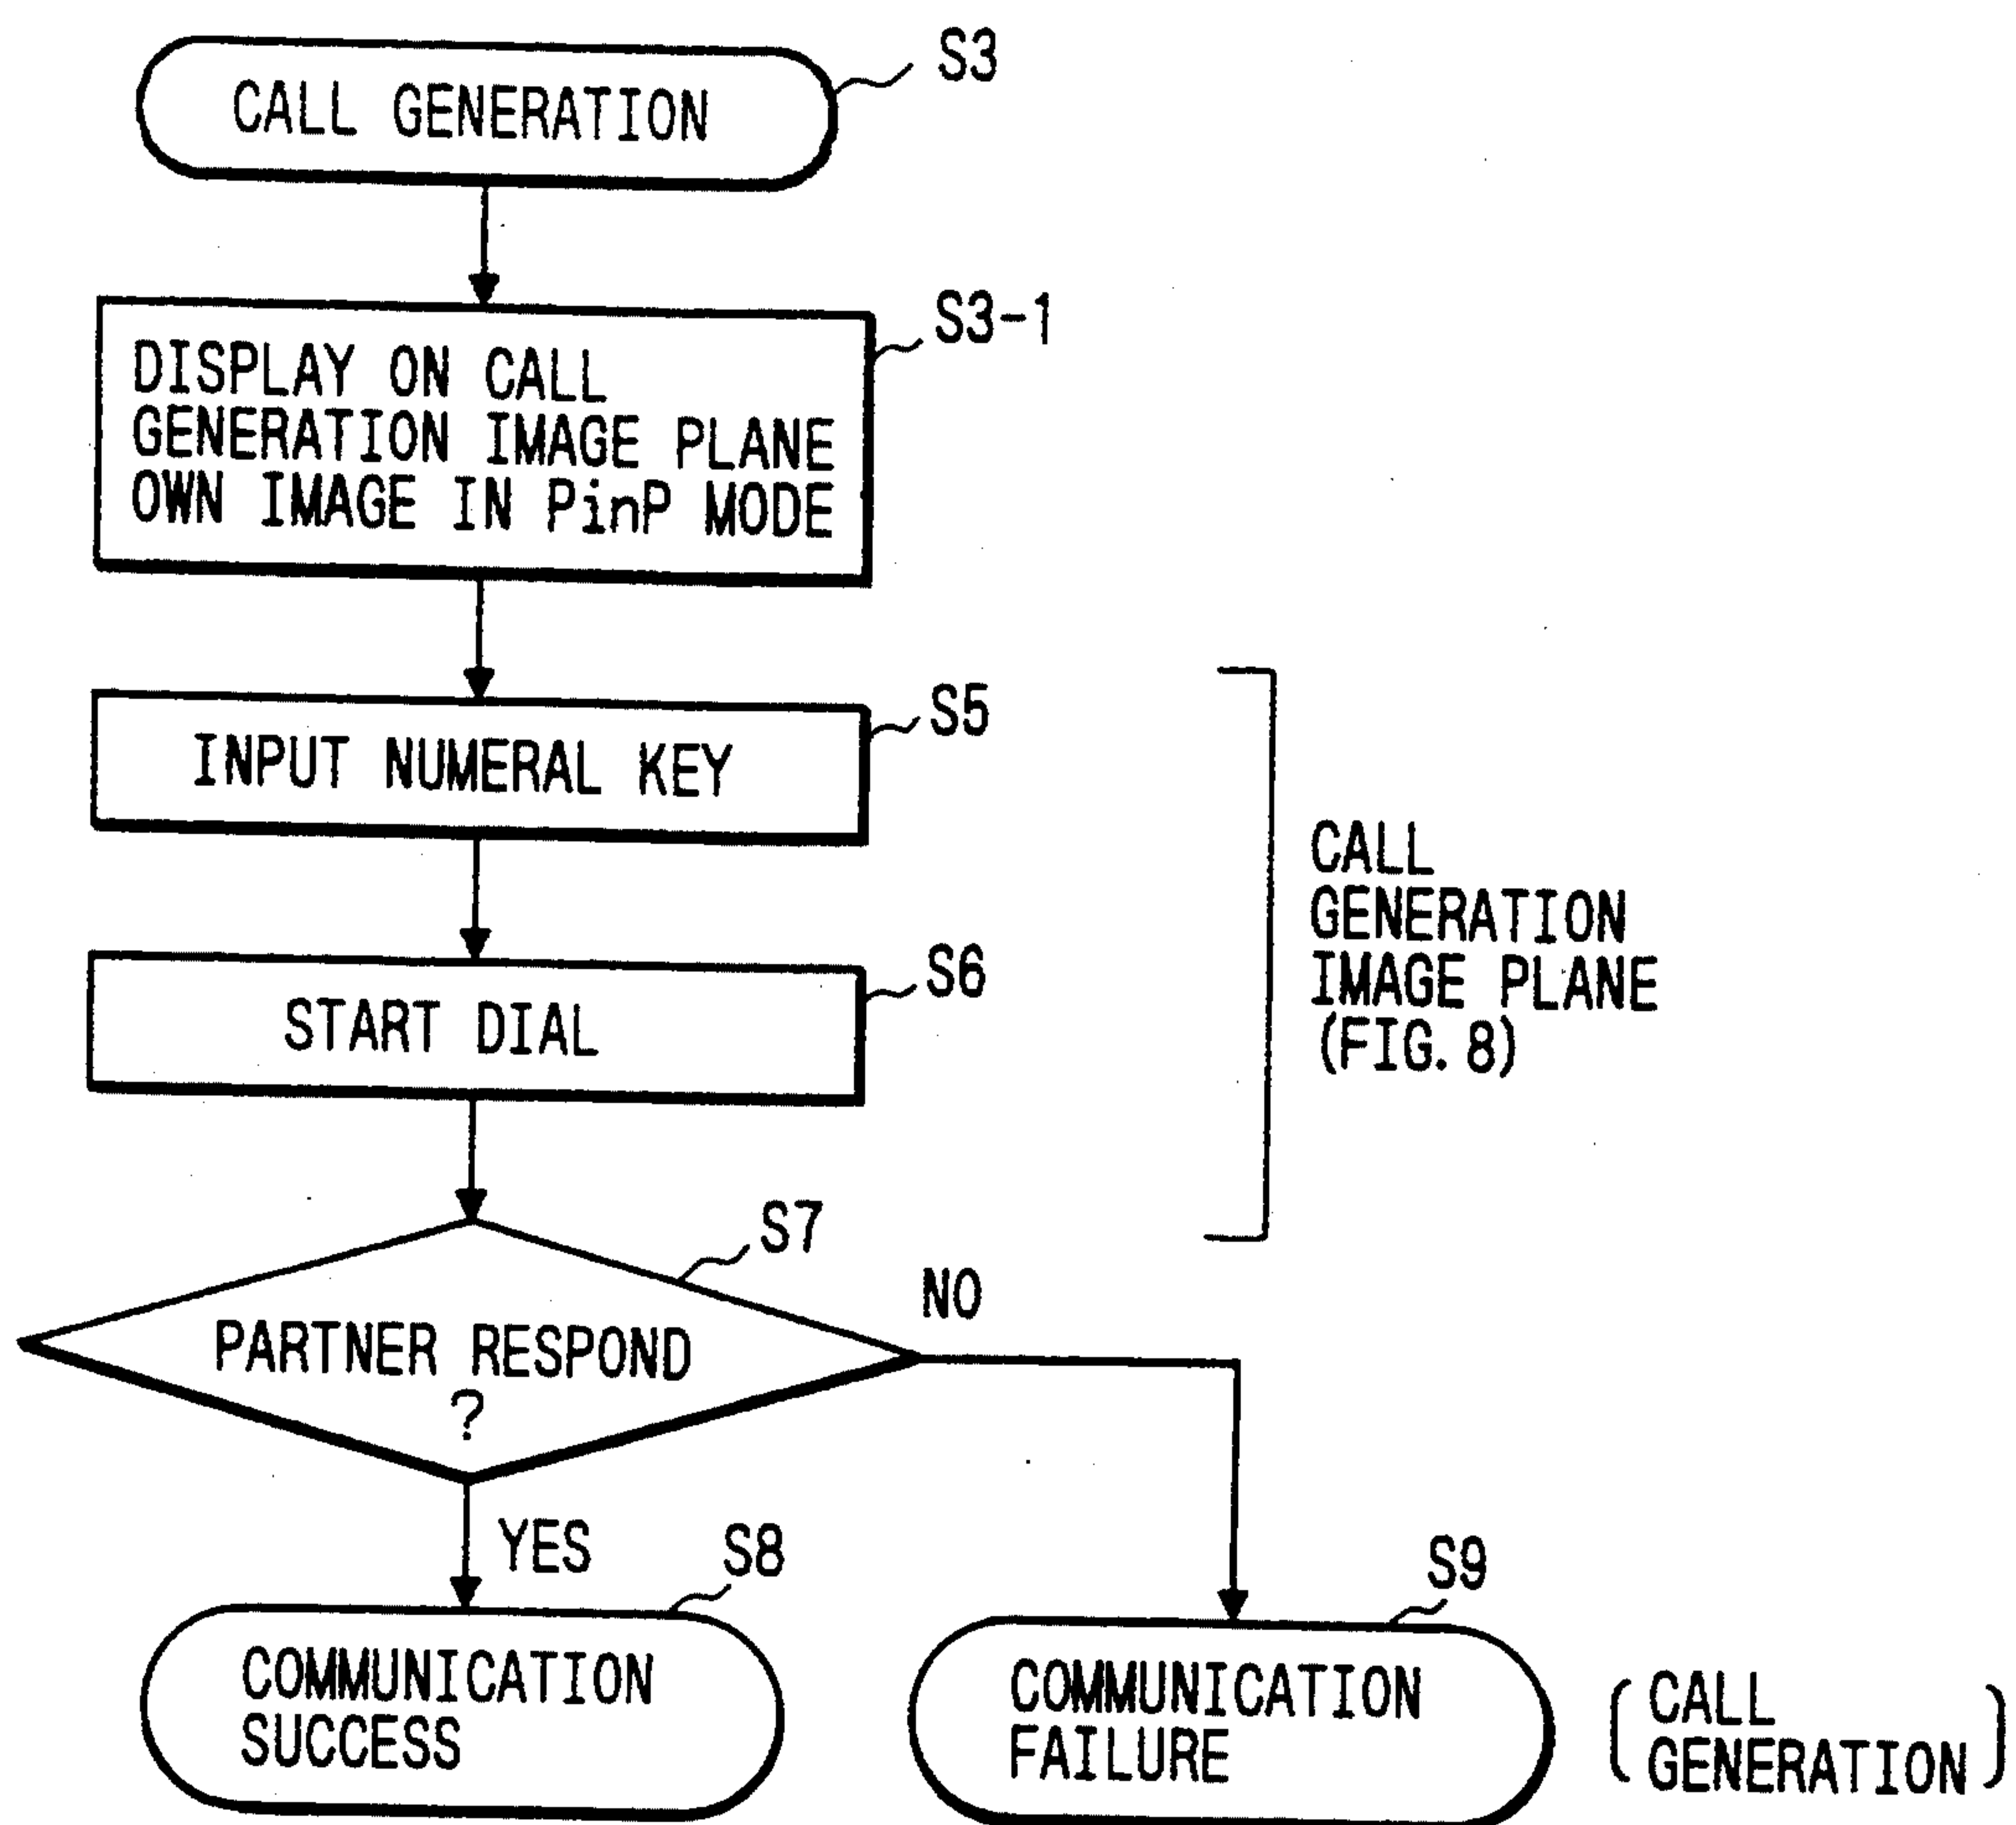 CALL GENERATION
S3
S3-1
DISPLAY ON CALL
GENERATION IMAGE PLANE
OWN IMAGE IN PinP MODE
S5
INPUT NUMERAL KEY
S6
START DIAL
CALL
GENERATION
IMAGE PLANE
(FIG. 8)
S7
NO
PARTNER RESPOND
?
YES
S8
S9
COMMUNICATION
SUCCESS
COMMUNICATION
FAILURE
(CALL
GENERATION)